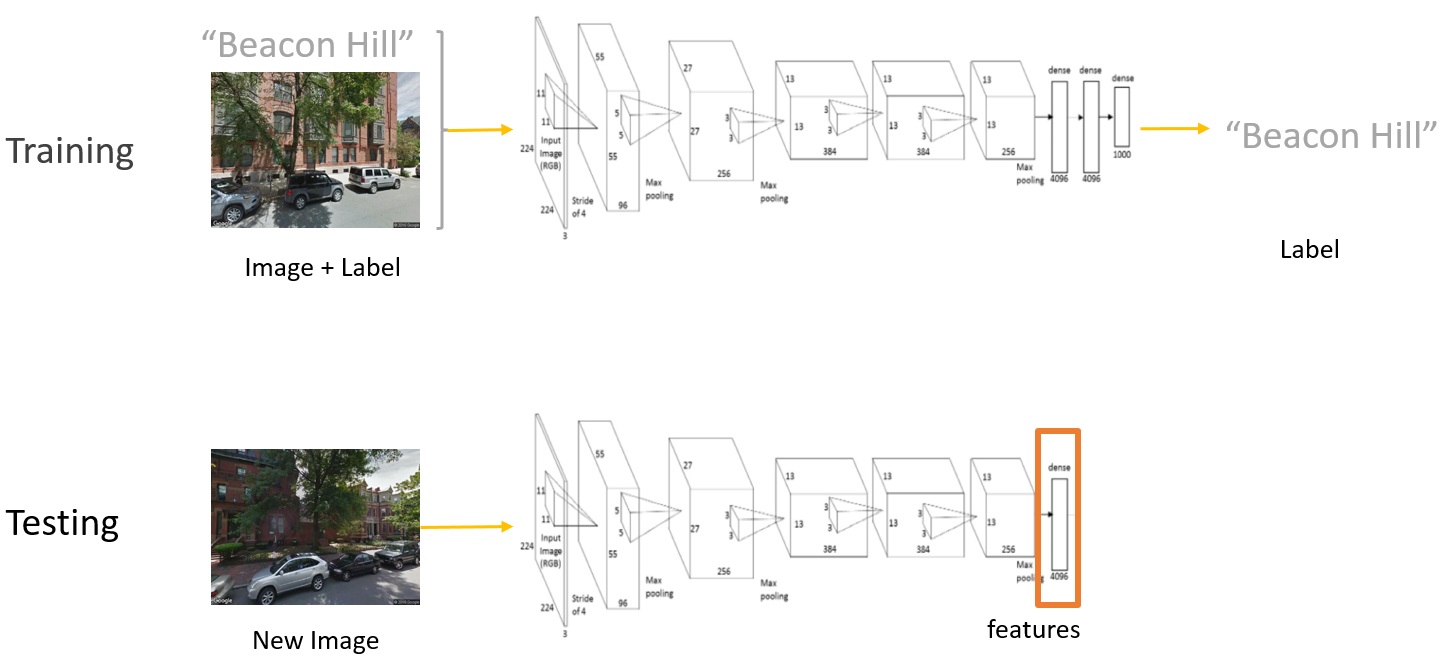 Training
“Beacon Hill”
Image + Label
224
11
11
Input
Image
(RGB)
224
3
Stride
of 4
55
55
96
5
5
Max
pooling
27
27
256
3
3
Max
pooling
13
13
384
3
3
13
13
384
3
3
13
13
256
Max
pooling
dense
4096
dense
4096
dense
1000
“Beacon Hill”
Label
Testing
Google
New Image
224
11
11
Input
Image
(RGB)
224
3
Stride
of 4
55
55
96
5
5
Max
pooling
27
27
256
3
3
Max
pooling
13
13
384
3
3
13
13
384
3
3
13
13
256
Max
pooling
dense
4096
features